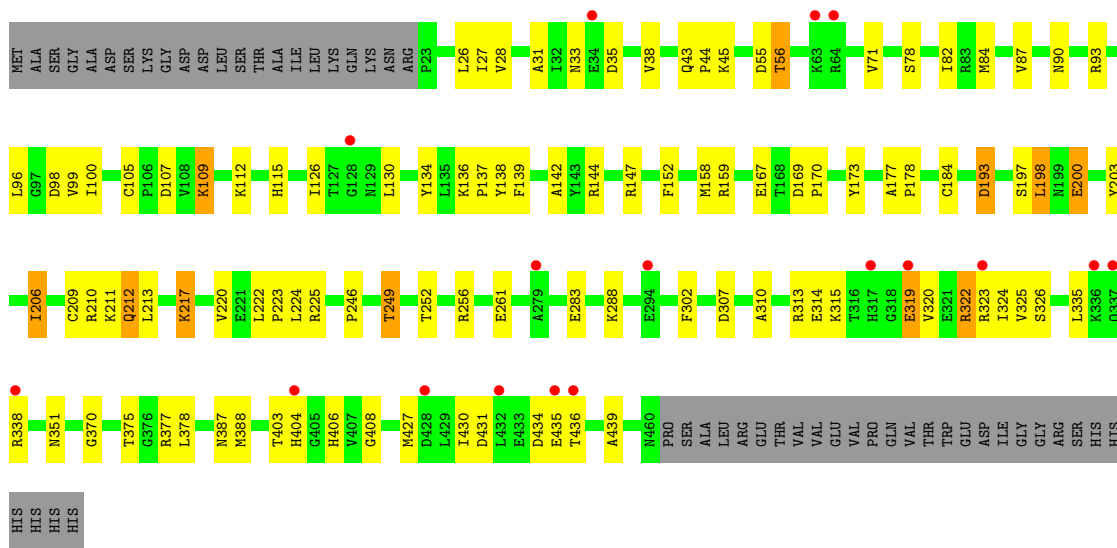 MET ALA SER GLY ALA ASP SER LYS GLY ASP ASP LEU SER THR ALA ILE LEU LYS GLN LYS ASN ARG P23 L26 I27 V28 A31 I32 N33 E34 D35 V38 Q43 P44 K45 D55 T56 K63 R64 V71 S78 I82 R83 M84 V87 N90 R93
L96 G97 D98 V99 I100 C105 P106 D107 V108 K109 K112 H115 I126 T127 G128 N129 L130 Y134 L135 K136 P137 Y138 F139 A142 Y143 R144 R147 F152 M158 R159 E167 T168 D169 P170 Y173 A177 P178 C184 D193 S197 L198 N199 E200 Y203
I206 C209 R210 K211 Q212 L213 K217 V220 E221 L222 P223 L224 R225 P246 T249 T252 R256 E261 A279 E283 K288 E294 F302 D307 A310 R313 E314 K315 T316 H317 G318 E319 V320 E321 R322 R323 I324 V325 S326 L335 K336 Q337
R338 N351 G370 T375 G376 R377 L378 N387 M388 T403 H404 G405 H406 V407 G408 M427 D428 L429 I430 D431 L432 E433 D434 E435 T436 A439 N460 PRO SER ALA LEU ARG GLU THR VAL VAL GLU VAL PRO GLN VAL THR TRP GLU ASP ILE GLY GLY ARG SER HIS HIS
HIS HIS HIS HIS